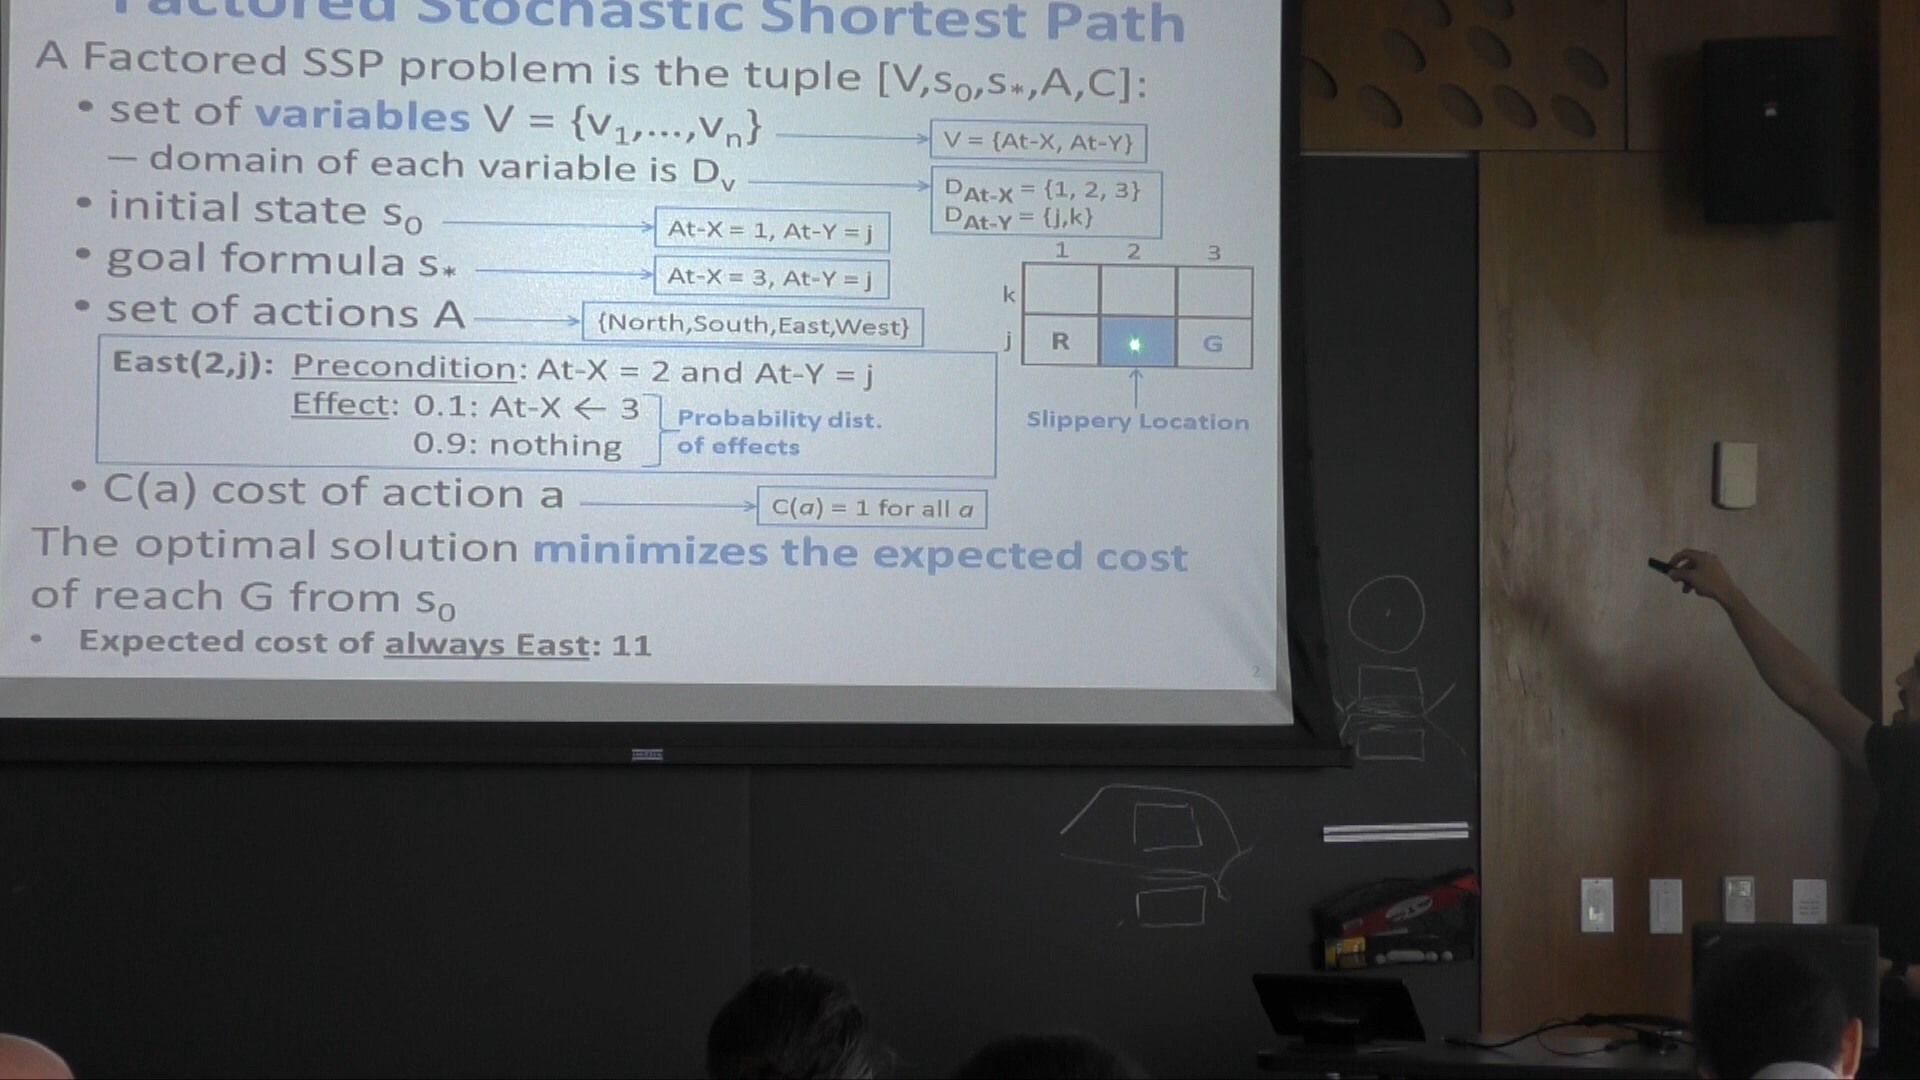 Factored Stochastic Shortest Path
A Factored SSP problem is the tuple [V,s₀,s*,A,C]:
• set of variables V = {v₁,...,vₙ}
V = {At-X, At-Y}
— domain of each variable is Dᵥ
D_At-X = {1, 2, 3}
D_At-Y = {j,k}
• initial state s₀
At-X = 1, At-Y = j
• goal formula s*
At-X = 3, At-Y = j
• set of actions A
{North,South,East,West}
1 2 3
k
j R G
Slippery Location
East(2,j): Precondition: At-X = 2 and At-Y = j
Effect: 0.1: At-X ← 3
0.9: nothing
Probability dist.
of effects
• C(a) cost of action a
C(a) = 1 for all a
The optimal solution minimizes the expected cost
of reach G from s₀
• Expected cost of always East: 11
2